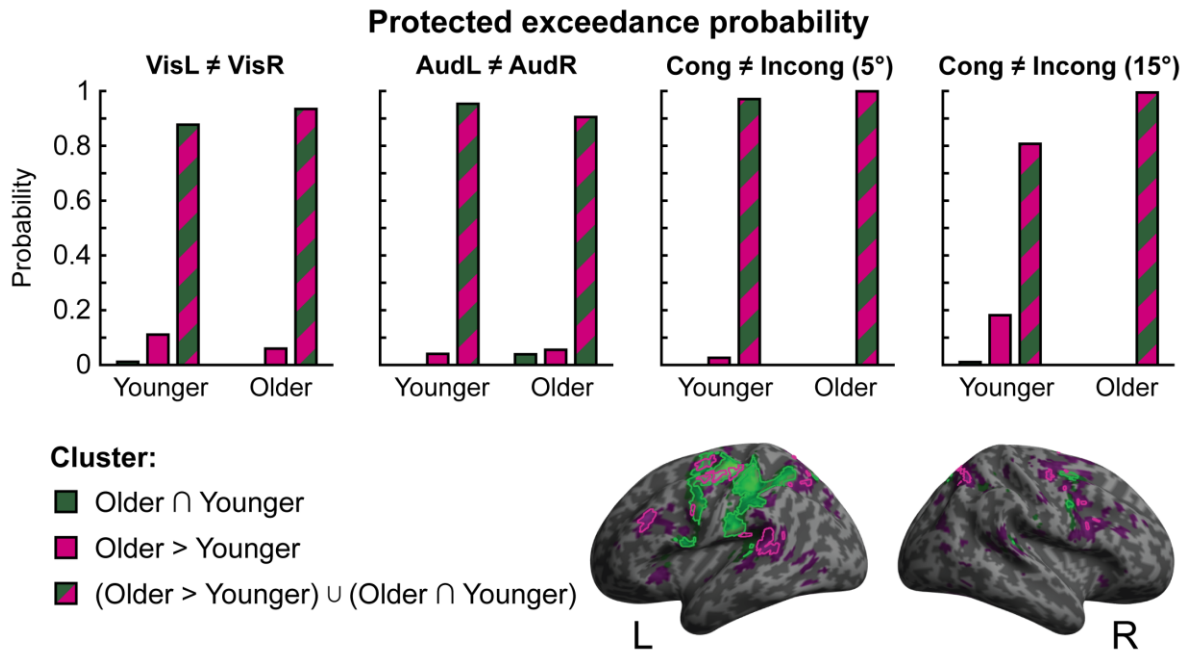 Protected exceedance probability
VisL ≠ VisR
AudL ≠ AudR
Cong ≠ Incong (5°)
Cong ≠ Incong (15°)
Probability
1
0.8
0.6
0.4
0.2
0
Younger Older
Younger Older
Younger Older
Younger Older
Cluster:
Older ∩ Younger
Older > Younger
(Older > Younger) ∪ (Older ∩ Younger)
L
R